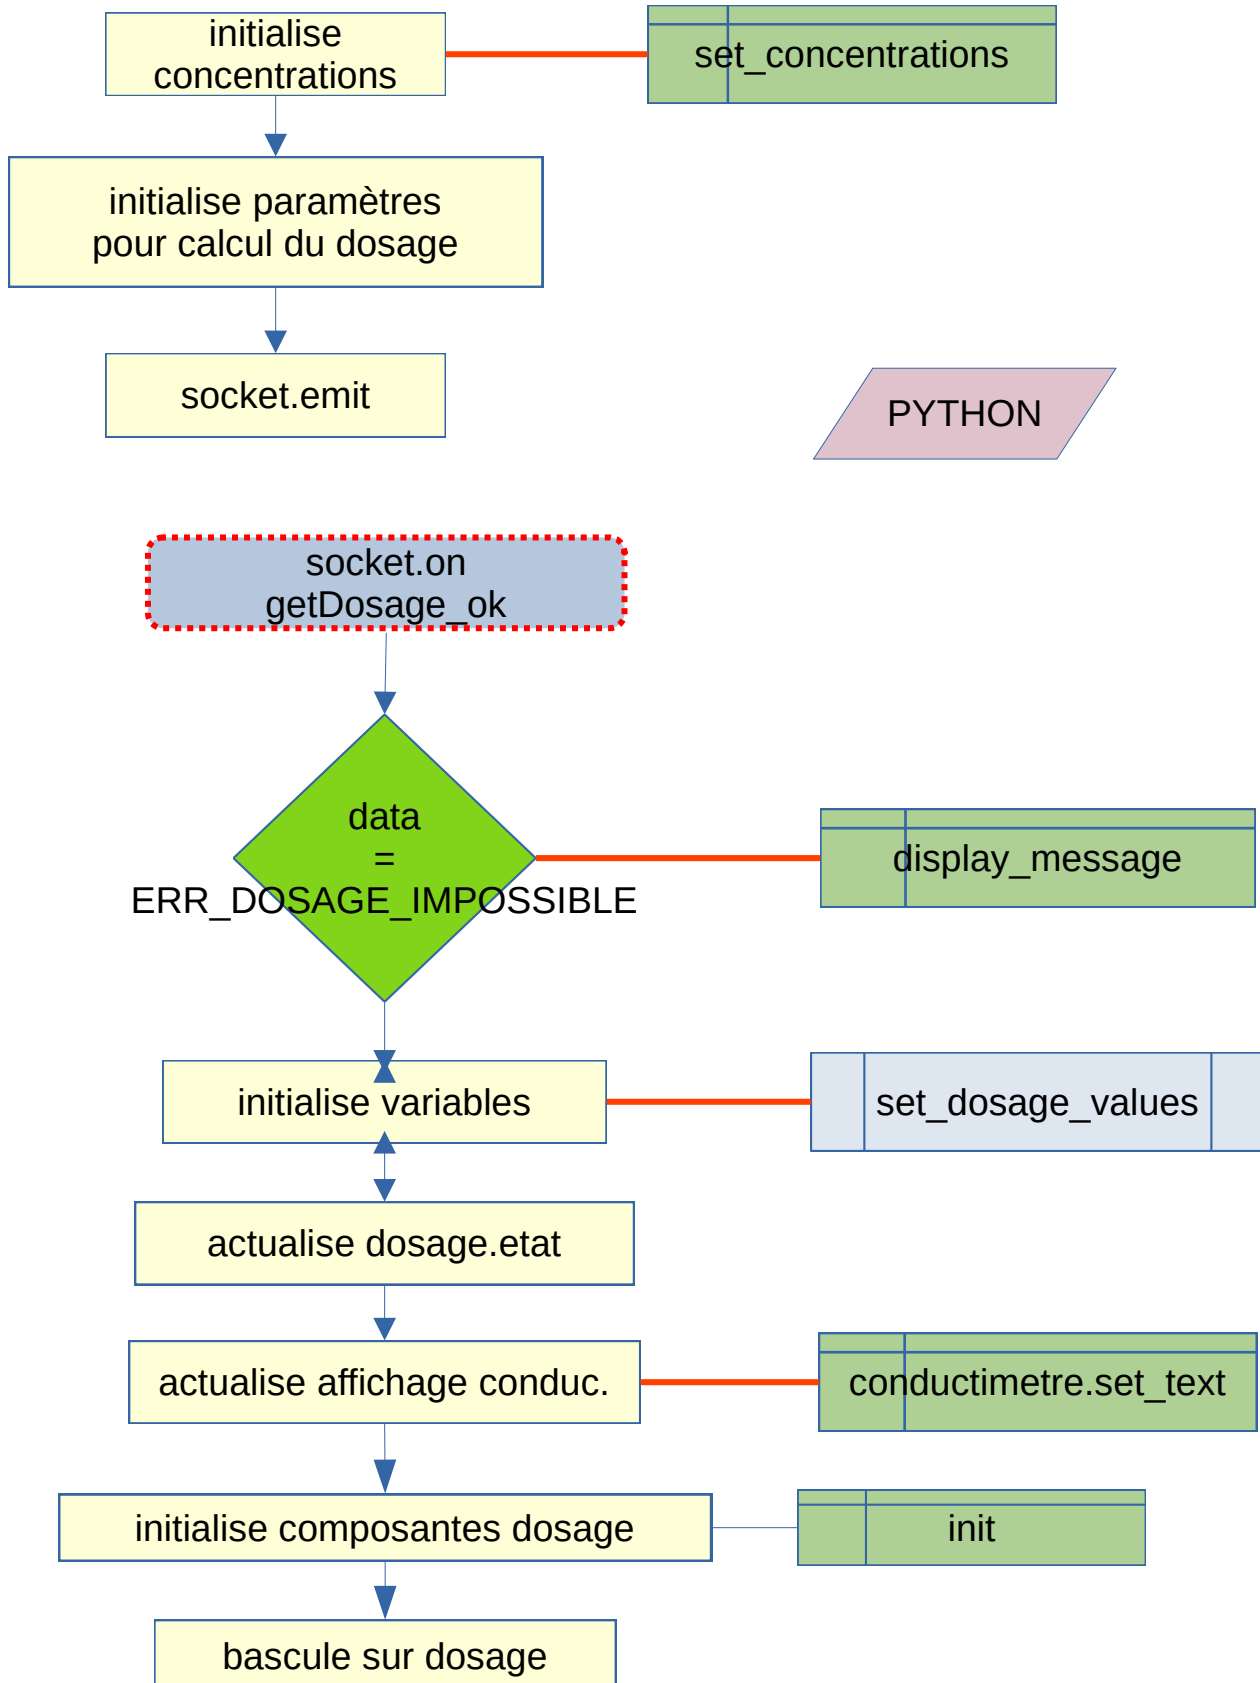 initialise
concentrations
set_concentrations
initialise paramètres
pour calcul du dosage
socket.emit
PYTHON
socket.on
getDosage_ok
data
=
ERR_DOSAGE_IMPOSSIBLE
display_message
initialise variables
set_dosage_values
actualise dosage.etat
actualise affichage conduc.
conductimetre.set_text
initialise composantes dosage
init
bascule sur dosage